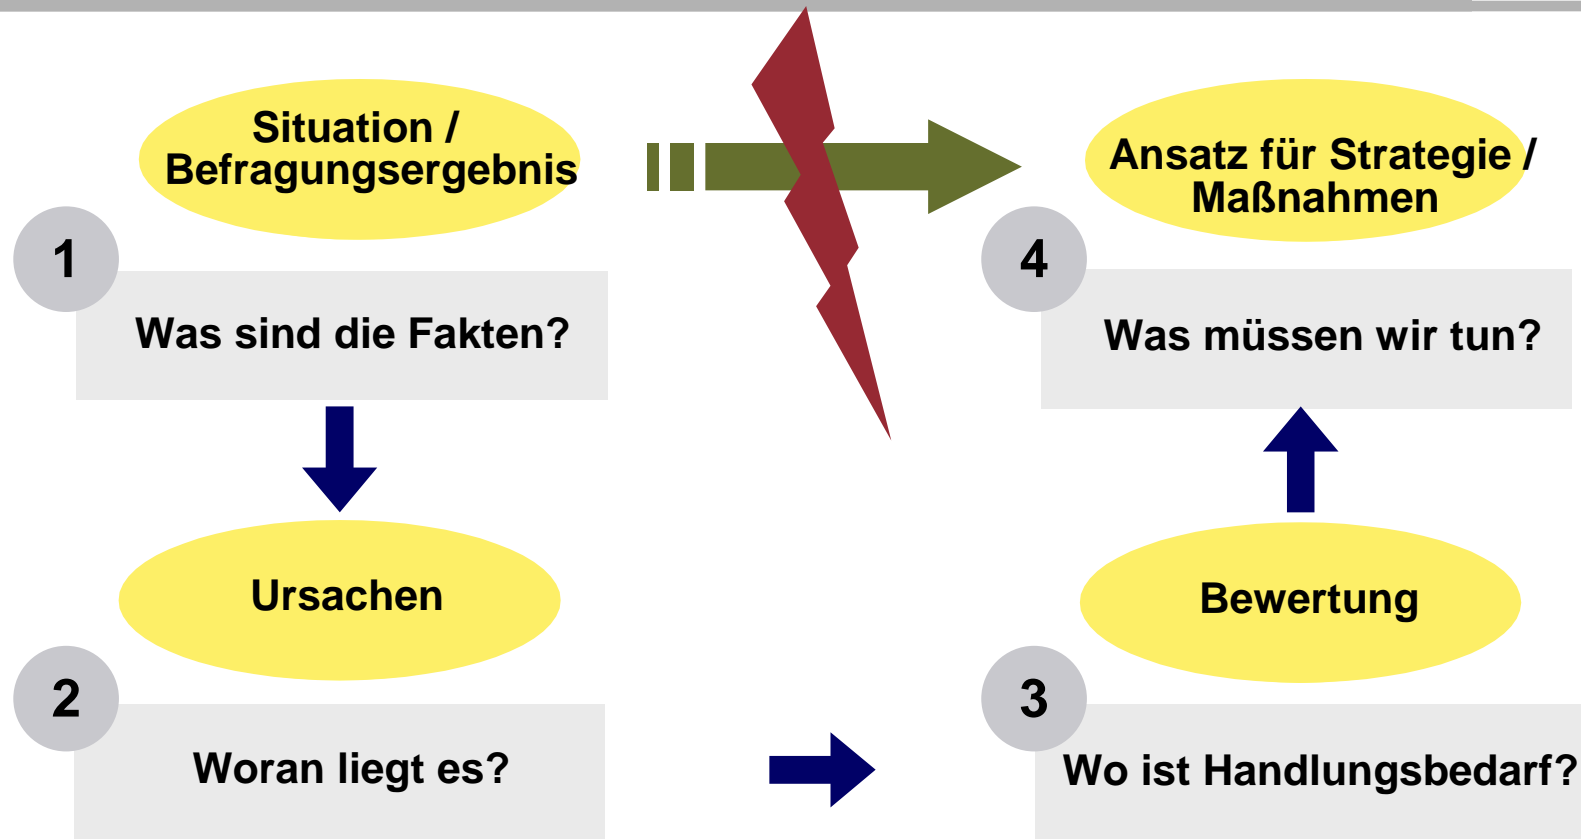 Situation /
Befragungsergebnis
1
Was sind die Fakten?
Ursachen
2
Woran liegt es?
Bewertung
3
Wo ist Handlungsbedarf?
Ansatz für Strategie /
Maßnahmen
4
Was müssen wir tun?